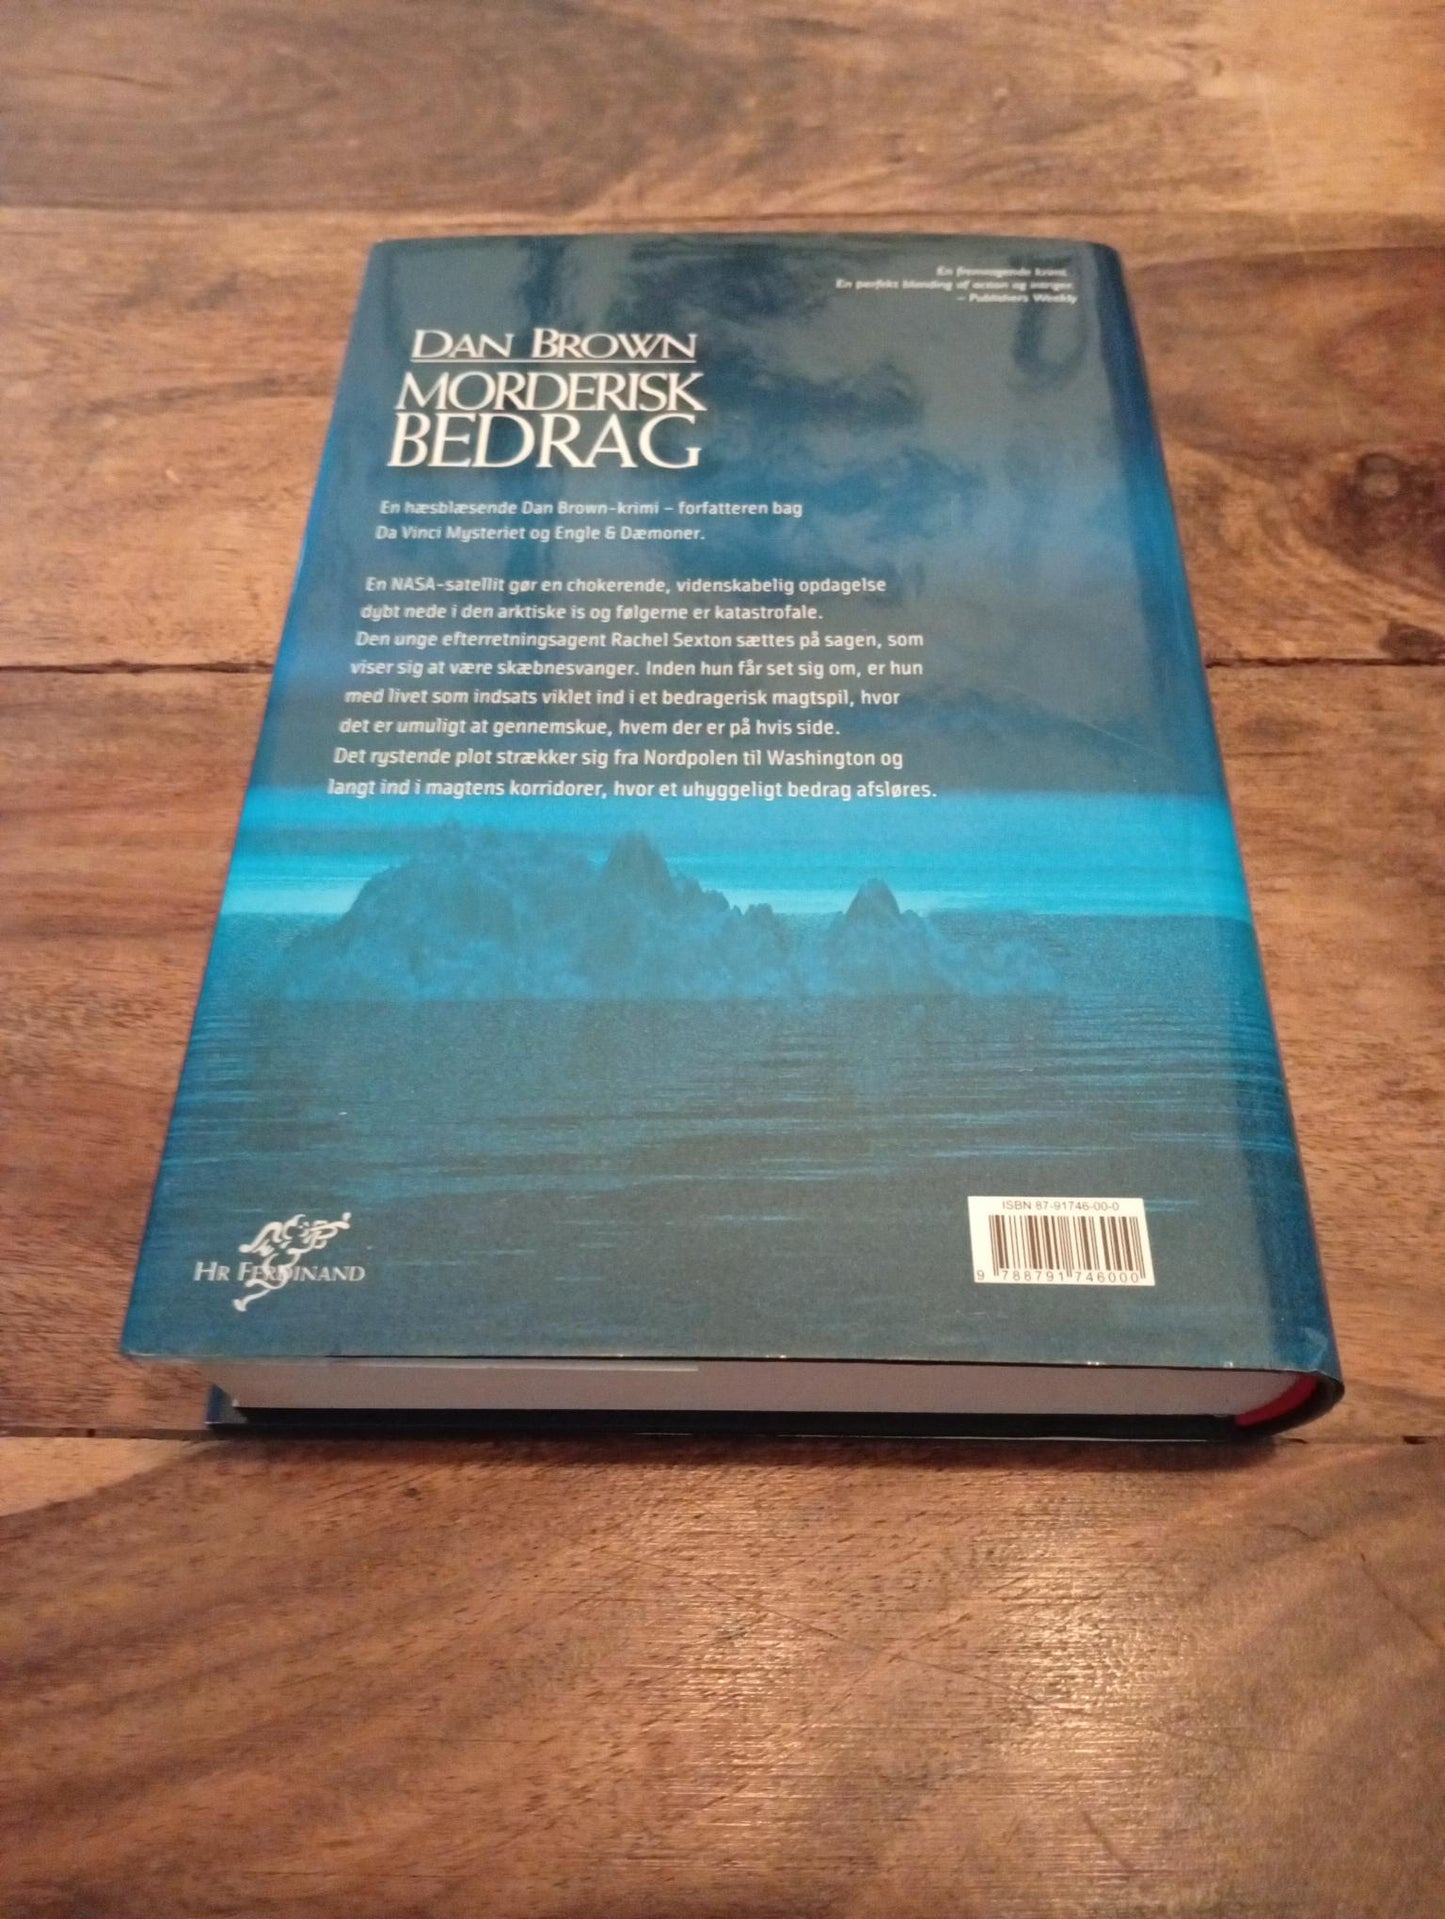 En fremragende krimi.
En perfekt blanding af action og intriger.
– Publishers Weekly
DAN BROWN
MORDERISK
BEDRAG
En hæsblæsende Dan Brown-krimi – forfatteren bag
Da Vinci Mysteriet og Engle & Dæmoner.
En NASA-satellit gør en chokerende, videnskabelig opdagelse
dybt nede i den arktiske is og følgerne er katastrofale.
Den unge efterretningsagent Rachel Sexton sættes på sagen, som
viser sig at være skæbnesvanger. Inden hun får set sig om, er hun
med livet som indsats viklet ind i et bedragerisk magtspil, hvor
det er umuligt at gennemskue, hvem der er på hvis side.
Det rystende plot strækker sig fra Nordpolen til Washington og
langt ind i magtens korridorer, hvor et uhyggeligt bedrag afsløres.
HR FERDINAND
ISBN 87-91746-00-0
9 788791 746000